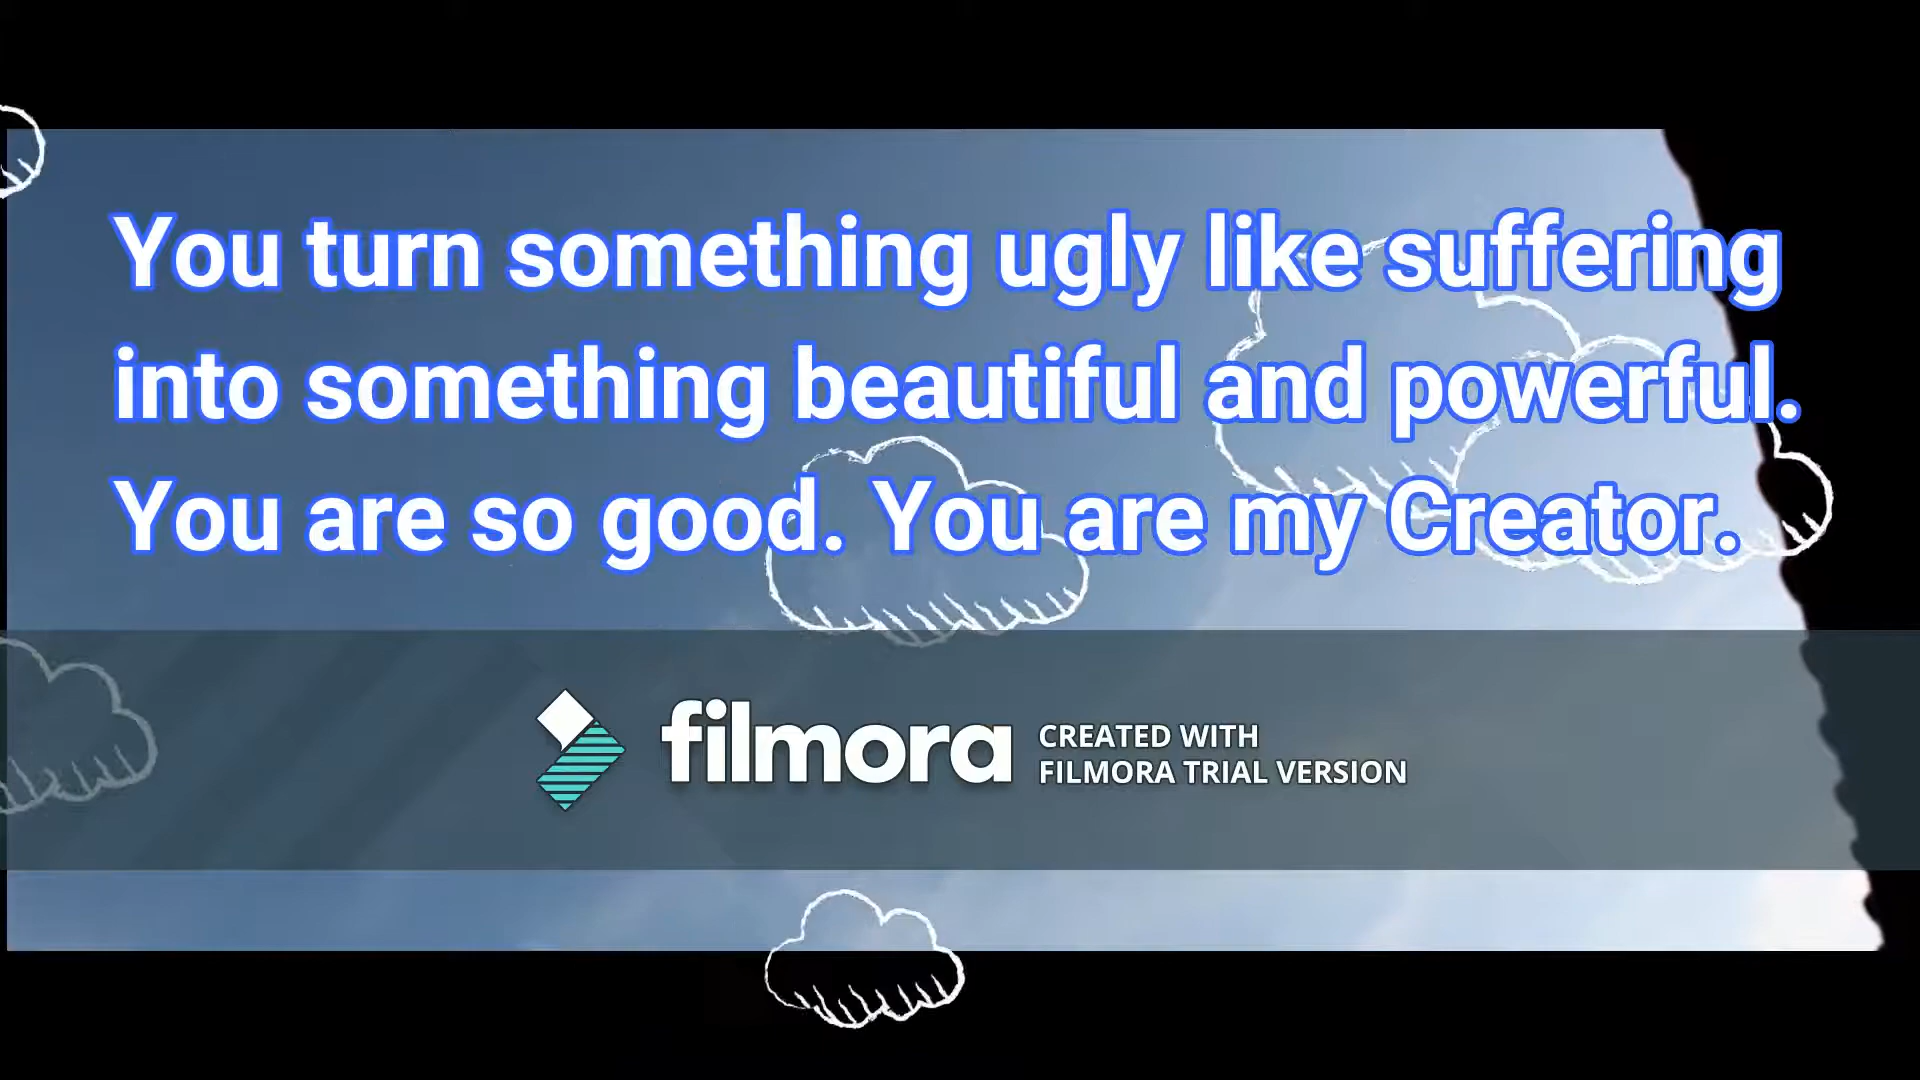 You turn something ugly like suffering
into something beautiful and powerful.
You are so good. You are my Creator.
filmora
CREATED WITH
FILMORA TRIAL VERSION